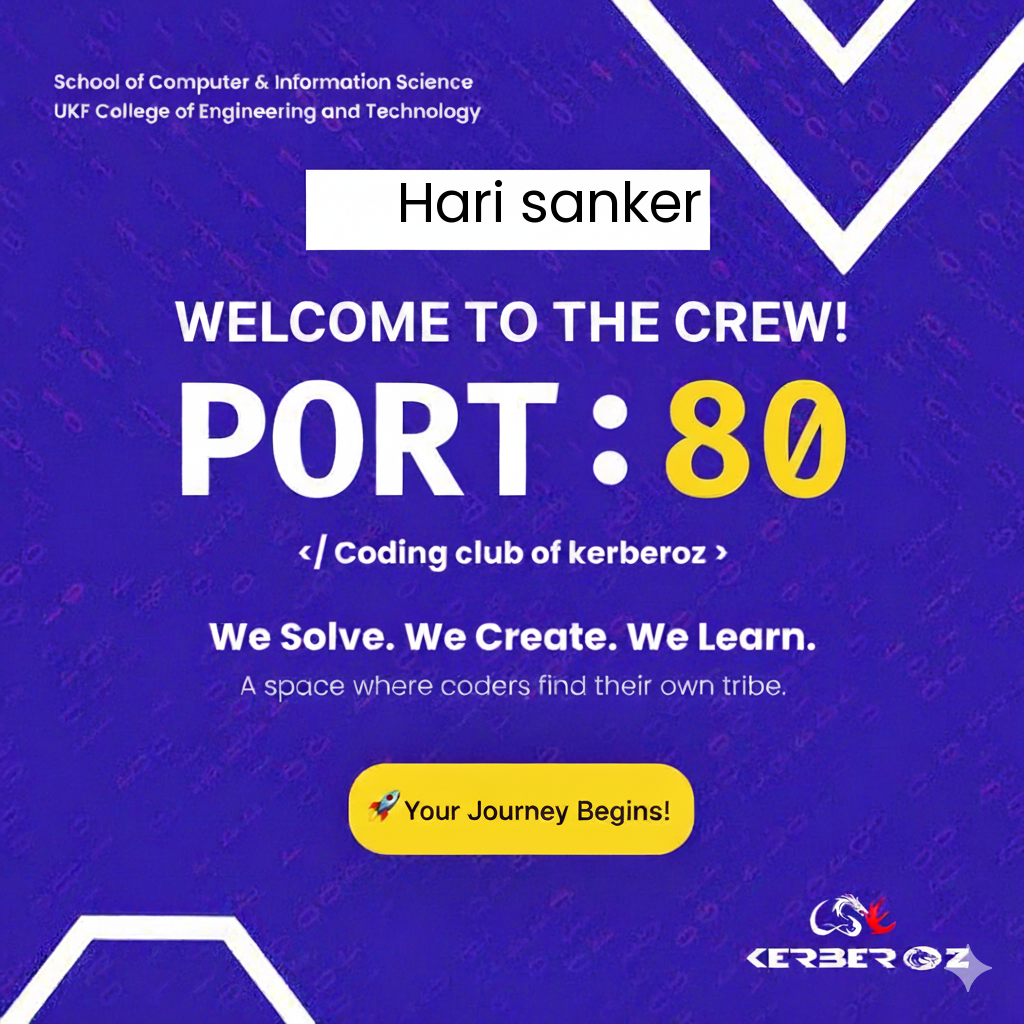 School of Computer & Information Science
UKF College of Engineering and Technology
Hari sanker
WELCOME TO THE CREW!
PORT:80
</ Coding club of kerberoz >
We Solve. We Create. We Learn.
A space where coders find their own tribe.
🚀Your Journey Begins!
KERBEROZ